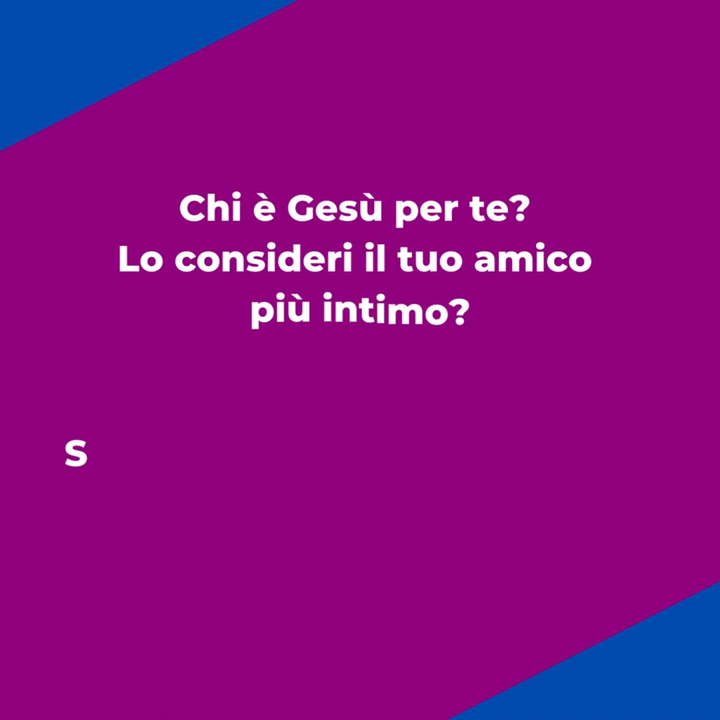 Chi è Gesù per te?
Lo consideri il tuo amico
più intimo?
S